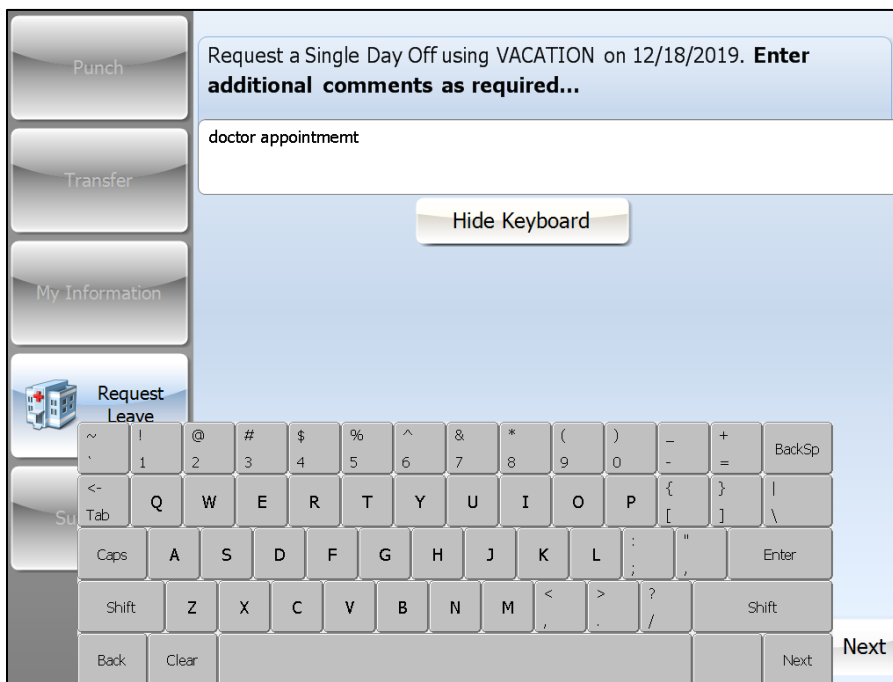 Punch
Request a Single Day Off using VACATION on 12/18/2019. Enter
additional comments as required...
doctor appointmemt
Transfer
Hide Keyboard
My Information
Request
Leave
~ ! @ # $ % ^ & * ( ) _ +
` 1 2 3 4 5 6 7 8 9 0 - = BackSp
<- { } |
Tab Q W E R T Y U I O P [ ] \
Su
Caps A S D F G H J K L : ; " , Enter
Shift Z X C V B N M < , > . ? / Shift
Back Clear Next
Next